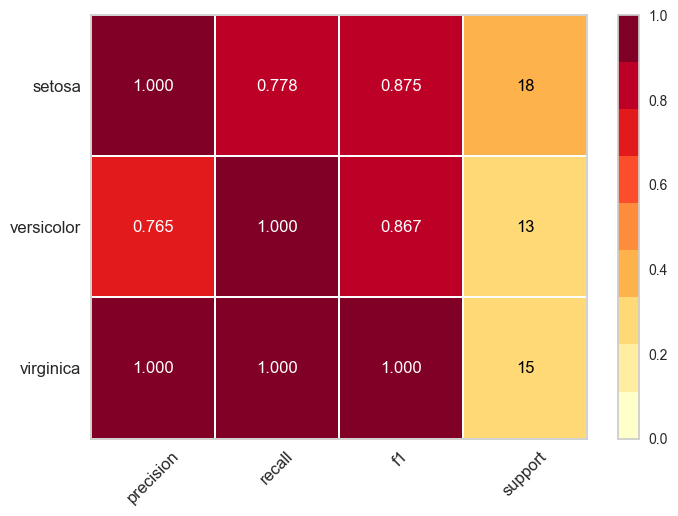 setosa 1.000 0.778 0.875 18
versicolor 0.765 1.000 0.867 13
virginica 1.000 1.000 1.000 15
precision recall f1 support
1.0
0.8
0.6
0.4
0.2
0.0